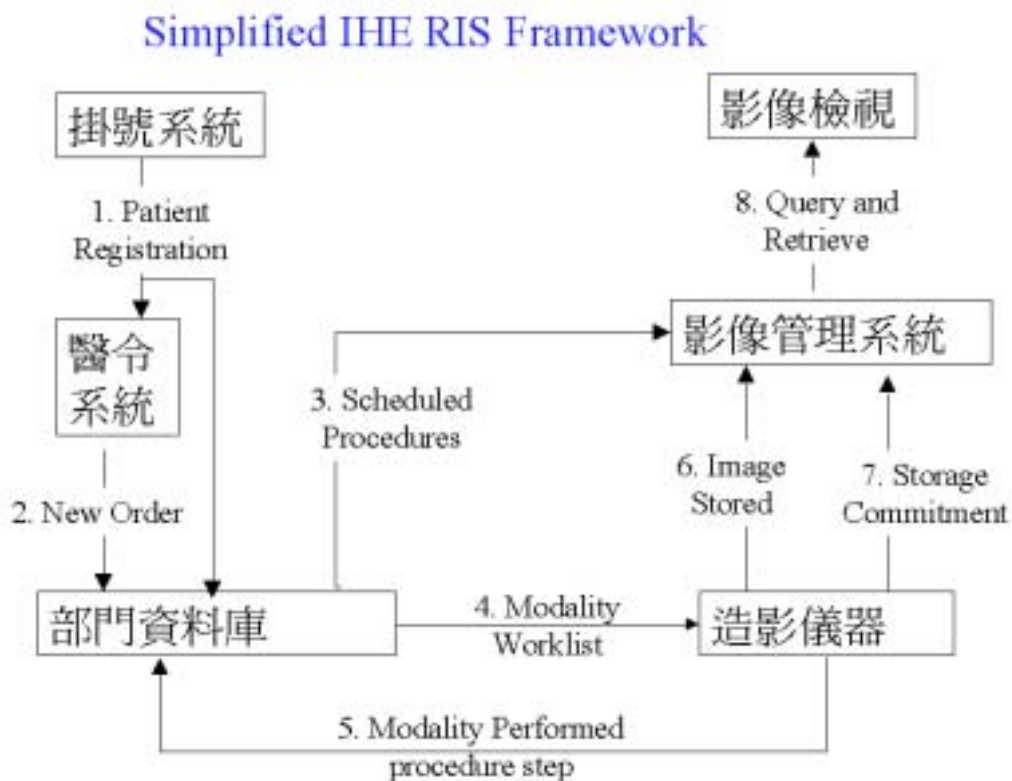 Simplified IHE RIS Framework
掛號系統
影像檢視
1. Patient
Registration
8. Query and
Retrieve
醫令
系統
影像管理系統
3. Scheduled
Procedures
6. Image
Stored
7. Storage
Commitment
2. New Order
部門資料庫
4. Modality
Worklist
造影儀器
5. Modality Performed
procedure step